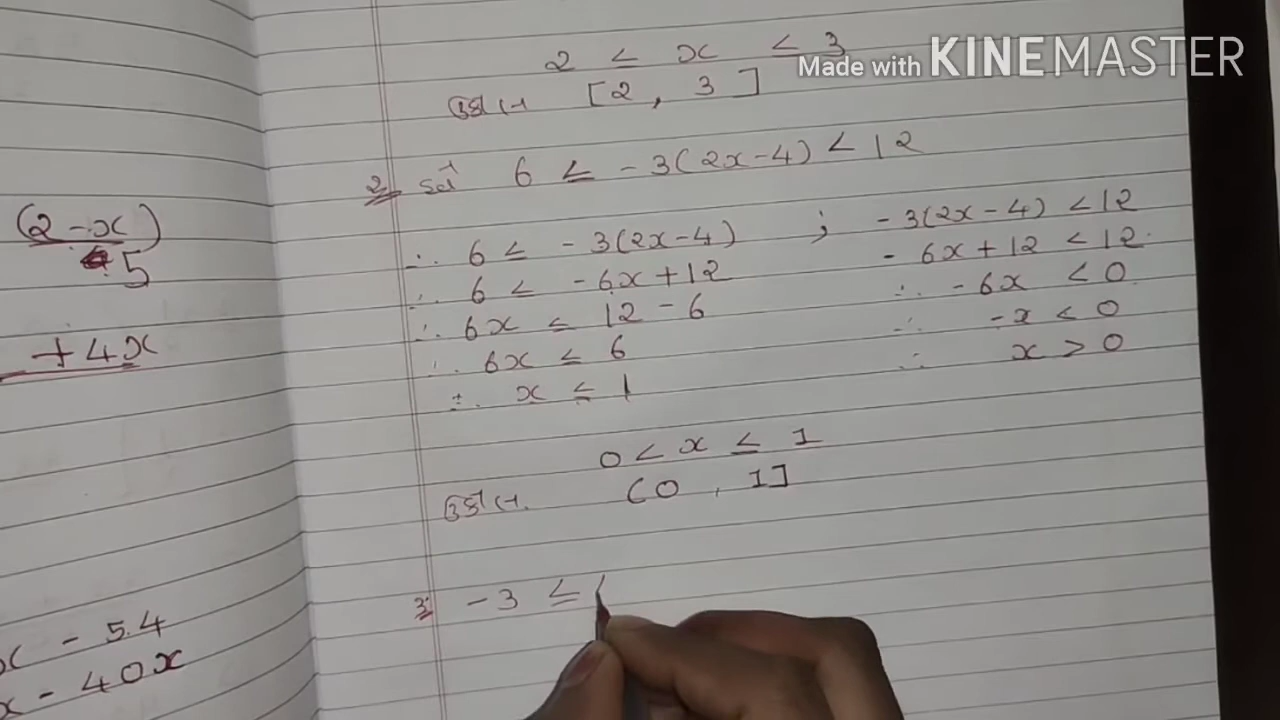 2 ≤ x ≤ 3
Made with KINEMASTER
[2, 3]
2 Solⁿ 6 ≤ -3(2x-4) < 12
(2-x)
5
∴ 6 ≤ -3(2x-4) ; -3(2x-4) < 12
∴ 6 ≤ -6x+12 -6x+12 < 12
∴ 6x ≤ 12-6 ∴ -6x < 0
+4x
∴ 6x ≤ 6 ∴ -x < 0
∴ x ≤ 1 ∴ x > 0
0 < x ≤ 1
(0, 1]
3 -3 ≤
x - 5.4
x - 40x